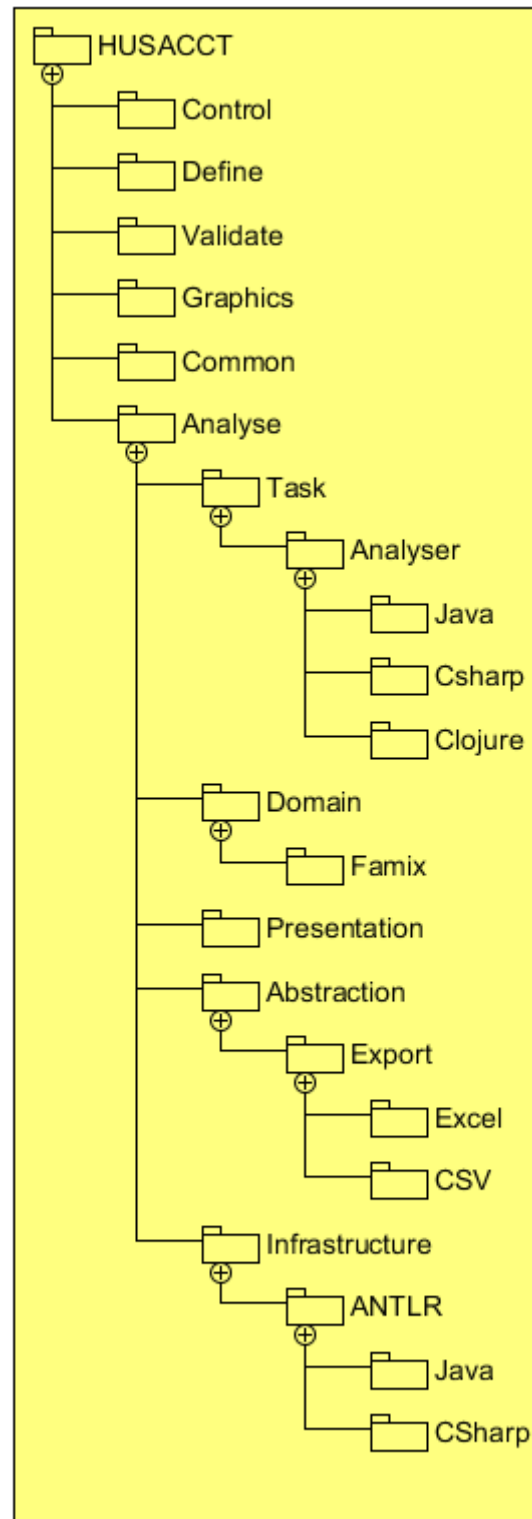 HUSACCT
Control
Define
Validate
Graphics
Common
Analyse
Task
Analyser
Java
Csharp
Clojure
Domain
Famix
Presentation
Abstraction
Export
Excel
CSV
Infrastructure
ANTLR
Java
CSharp